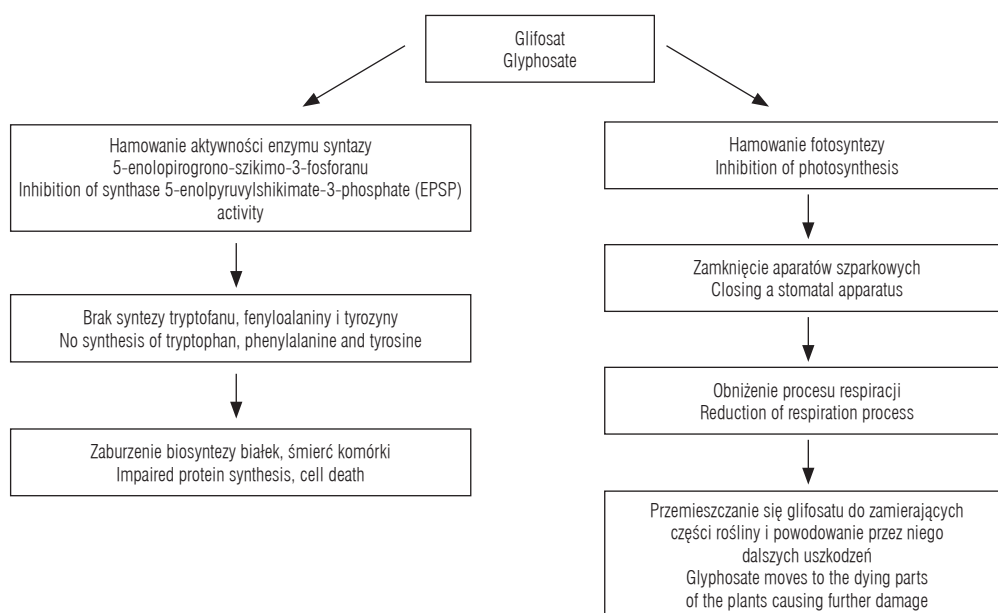 Glifosat
Glyphosate
Hamowanie aktywności enzymu syntazy
5-enolopirogrono-szikimo-3-fosforanu
Inhibition of synthase 5-enolpyruvylshikimate-3-phosphate (EPSP)
activity
Brak syntezy tryptofanu, fenyloalaniny i tyrozyny
No synthesis of tryptophan, phenylalanine and tyrosine
Zaburzenie biosyntezy białek, śmierć komórki
Impaired protein synthesis, cell death
Hamowanie fotosyntezy
Inhibition of photosynthesis
Zamknięcie aparatów szparkowych
Closing a stomatal apparatus
Obniżenie procesu respiracji
Reduction of respiration process
Przemieszczanie się glifosatu do zamierających
części rośliny i powodowanie przez niego
dalszych uszkodzeń
Glyphosate moves to the dying parts
of the plants causing further damage